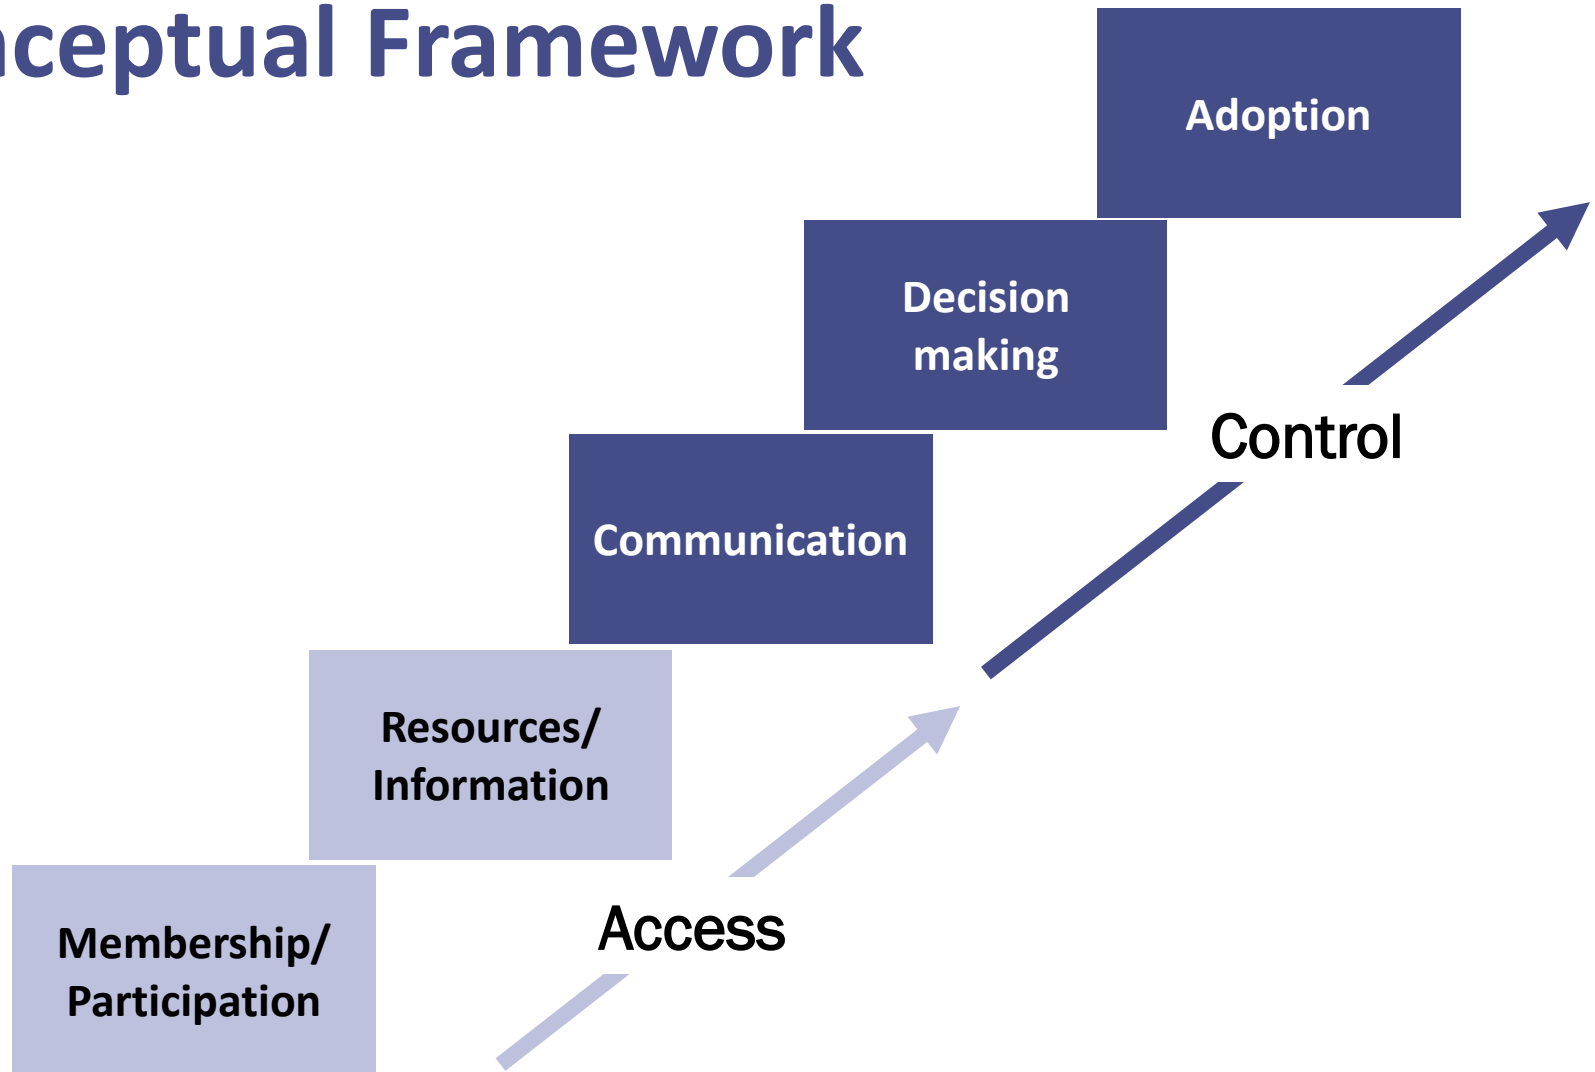 nceptual Framework
Adoption
Decision
making
Control
Communication
Resources/
Information
Access
Membership/
Participation